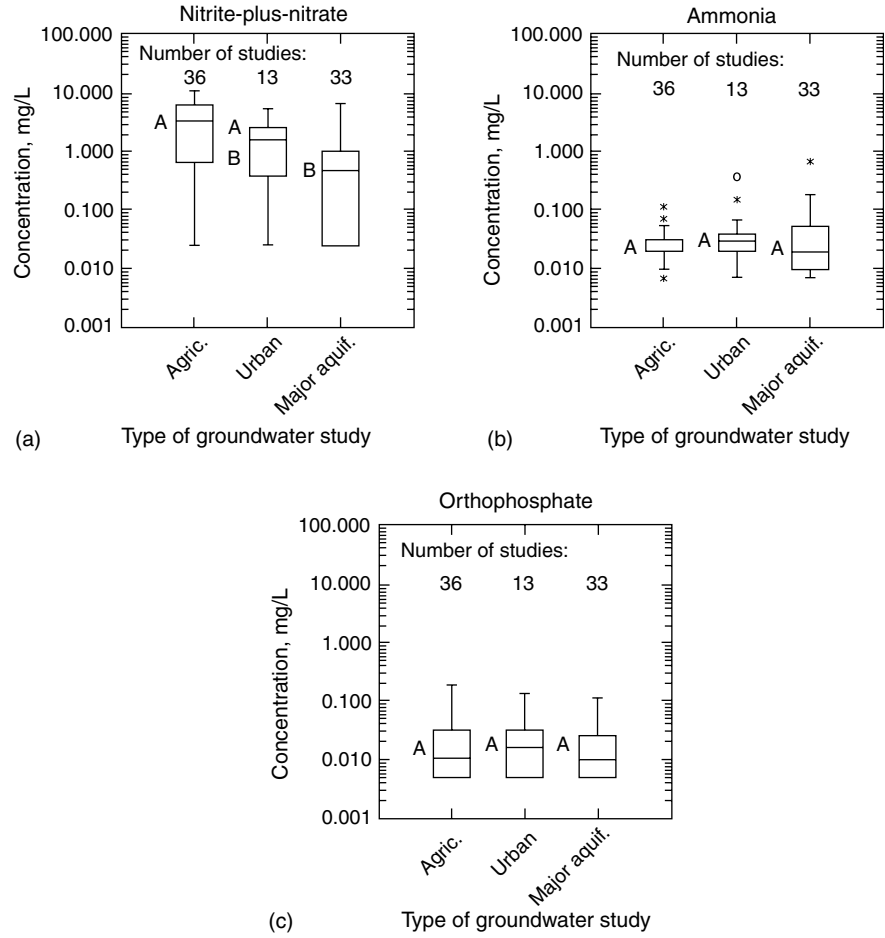 Nitrite-plus-nitrate
100.000
10.000
1.000
0.100
0.010
0.001
Concentration, mg/L
Number of studies:
36 13 33
A
A
B
B
Agric.
Urban
Major aquif.
(a) Type of groundwater study
Ammonia
100.000
10.000
1.000
0.100
0.010
0.001
Concentration, mg/L
Number of studies:
36 13 33
* * *
o *
* 
A A A
Agric.
Urban
Major aquif.
(b) Type of groundwater study
Orthophosphate
100.000
10.000
1.000
0.100
0.010
0.001
Concentration, mg/L
Number of studies:
36 13 33
A A A
Agric.
Urban
Major aquif.
(c) Type of groundwater study